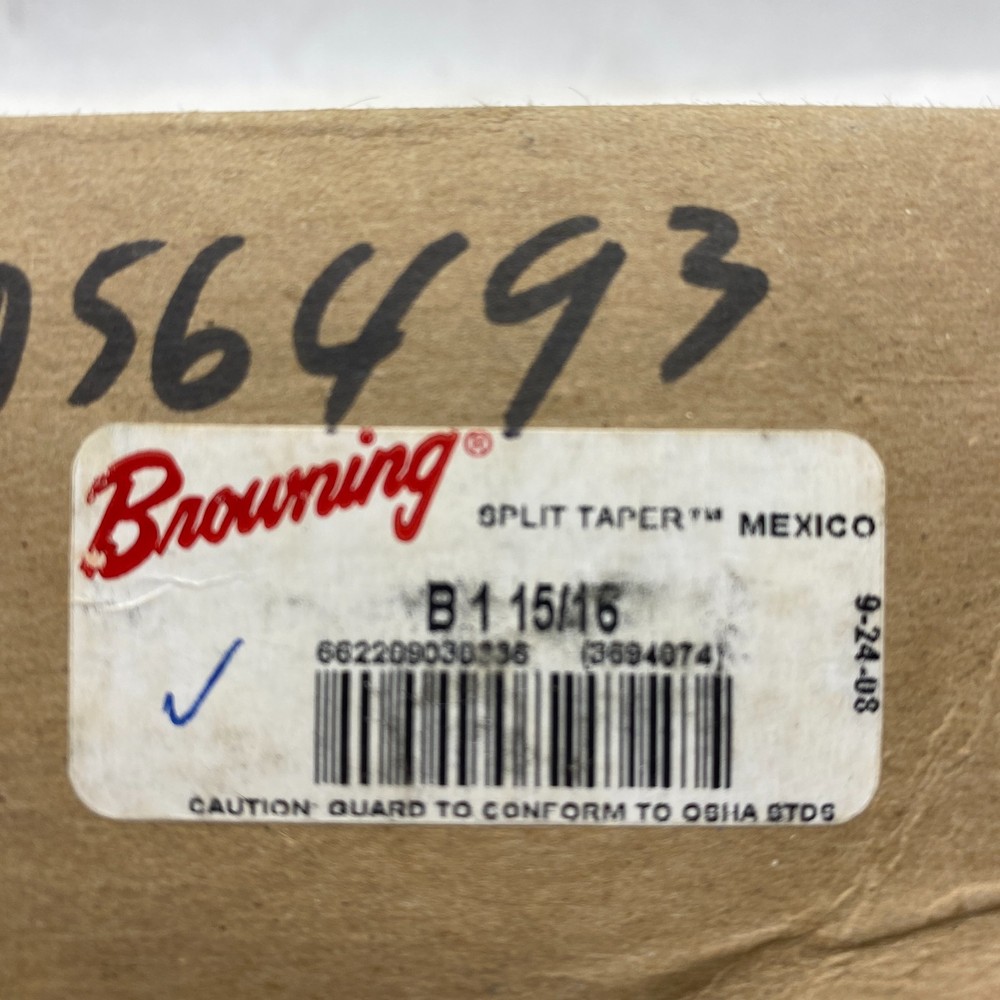 56493
Browning®
SPLIT TAPER™ MEXICO
B 1 15/16
(3694074)
9-24-08
CAUTION: GUARD TO CONFORM TO OSHA STDS